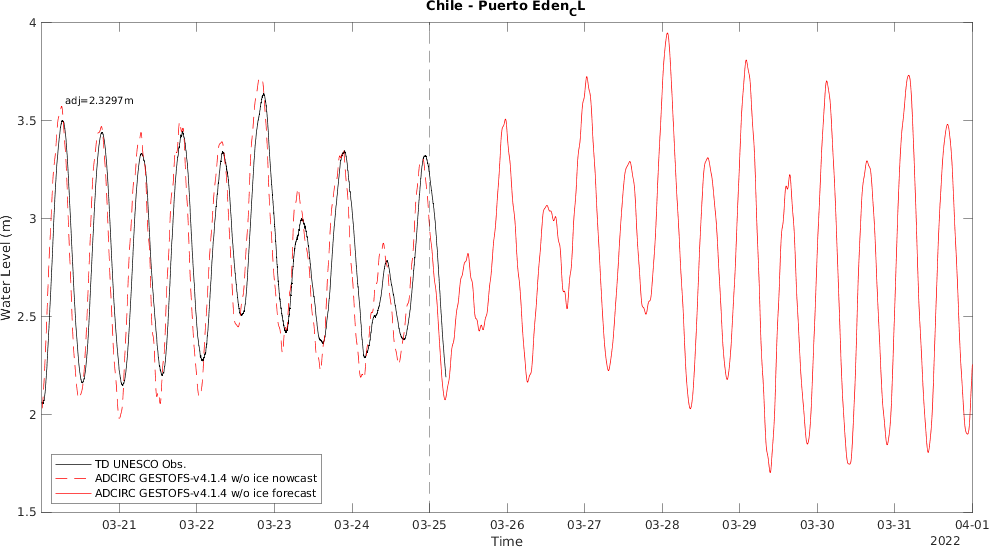 Chile - Puerto Eden_CL
4
adj=2.3297m
3.5
3
Water Level (m)
2.5
2
TD UNESCO Obs.
ADCIRC GESTOFS-v4.1.4 w/o ice nowcast
ADCIRC GESTOFS-v4.1.4 w/o ice forecast
1.5
03-21 03-22 03-23 03-24 03-25 03-26 03-27 03-28 03-29 03-30 03-31 04-01
Time
2022